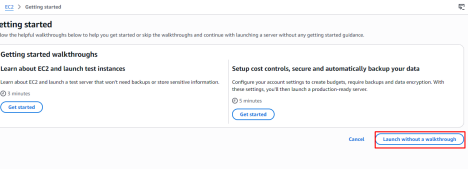 EC2 > Getting started
etting started
low the helpful walkthroughs below to help you get started or skip the walkthroughs and continue with launching a server without any getting started guidance.
Getting started walkthroughs
Learn about EC2 and launch test instances
Learn about EC2 and launch a test server that won't need backups or store sensitive information.
3 minutes
Get started
Setup cost controls, secure and automatically backup your data
Configure your account settings to create budgets, require backups and data encryption. With
these settings, you'll then launch a production-ready server.
5 minutes
Get started
Cancel
Launch without a walkthrough